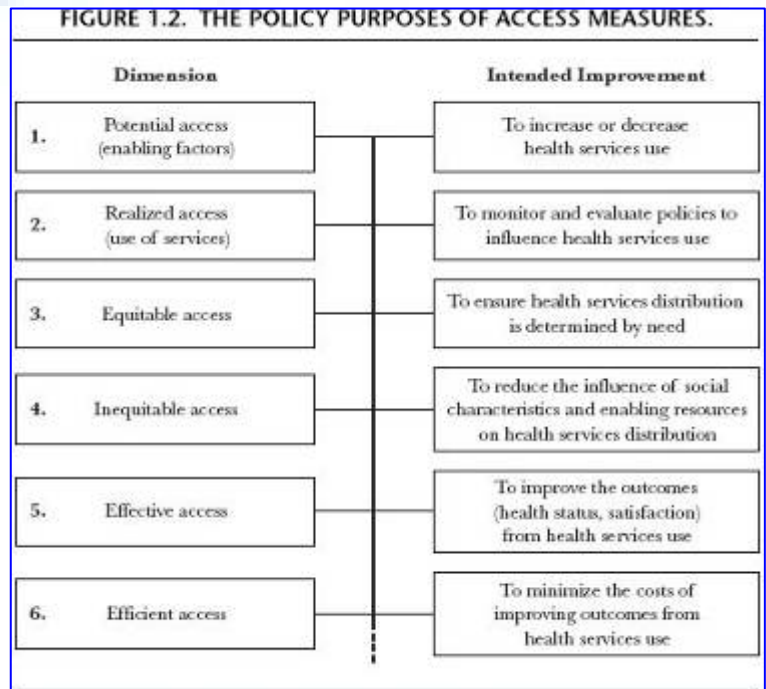 FIGURE 1.2. THE POLICY PURPOSES OF ACCESS MEASURES.
Dimension
Intended Improvement
1.
Potential access
(enabling factors)
To increase or decrease
health services use
2.
Realized access
(use of services)
To monitor and evaluate policies to
influence health services use
3.
Equitable access
To ensure health services distribution
is determined by need
4.
Inequitable access
To reduce the influence of social
characteristics and enabling resources
on health services distribution
5.
Effective access
To improve the outcomes
(health status, satisfaction)
from health services use
6.
Efficient access
To minimize the costs of
improving outcomes from
health services use